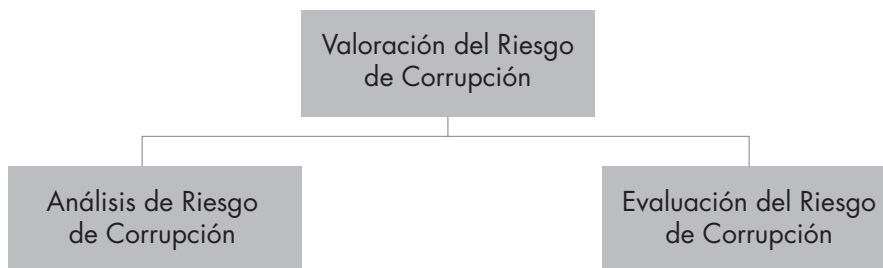 Valoración del Riesgo
de Corrupción
Análisis de Riesgo
de Corrupción
Evaluación del Riesgo
de Corrupción